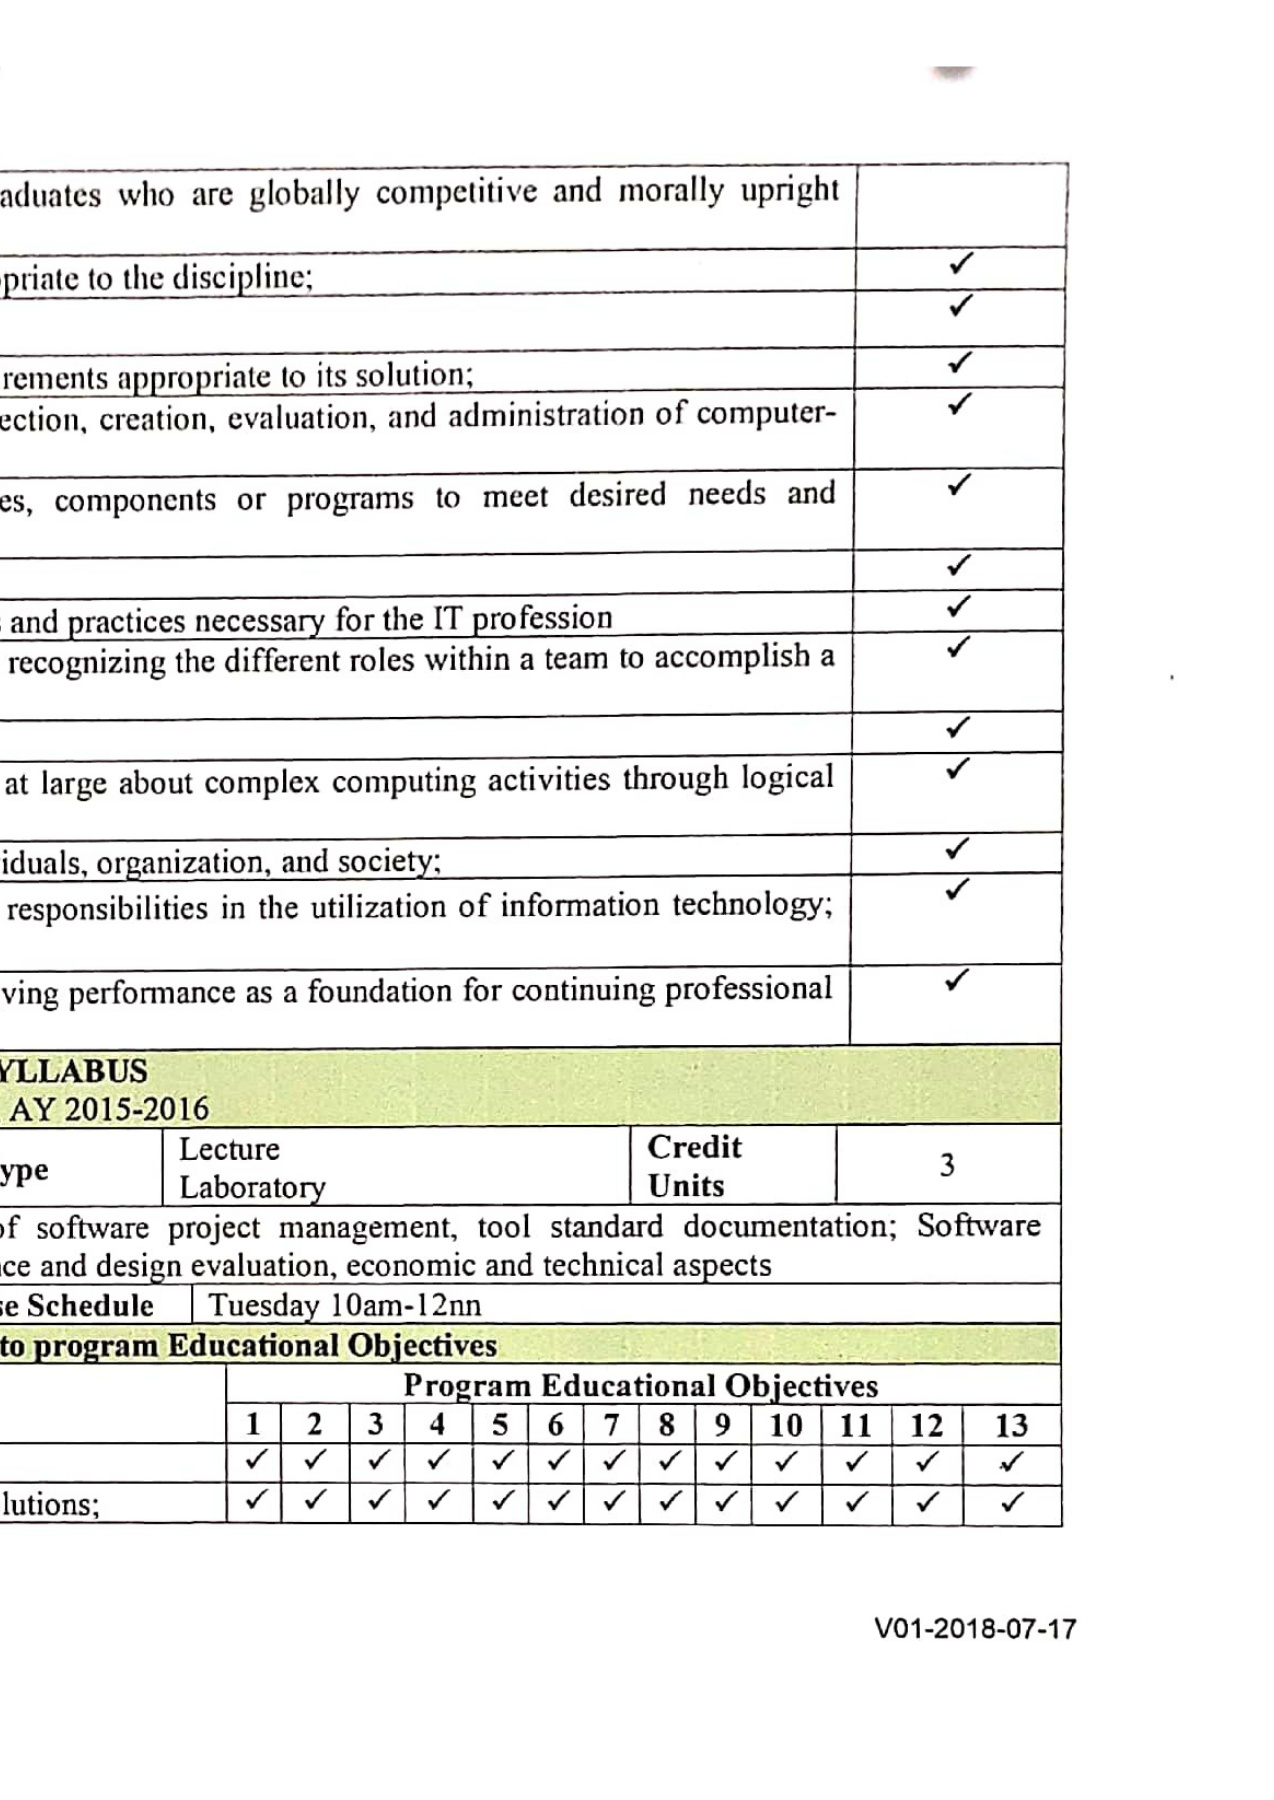 aduates who are globally competitive and morally upright
priate to the discipline; ✓
✓
rements appropriate to its solution; ✓
ection, creation, evaluation, and administration of computer- ✓
es, components or programs to meet desired needs and ✓
✓
and practices necessary for the IT profession ✓
recognizing the different roles within a team to accomplish a ✓
✓
at large about complex computing activities through logical ✓
iduals, organization, and society; ✓
responsibilities in the utilization of information technology; ✓
ving performance as a foundation for continuing professional ✓
YLLABUS
AY 2015-2016
ype Lecture Laboratory Credit Units 3
of software project management, tool standard documentation; Software
ce and design evaluation, economic and technical aspects
se Schedule Tuesday 10am-12nn
to program Educational Objectives
Program Educational Objectives
1 2 3 4 5 6 7 8 9 10 11 12 13
✓ ✓ ✓ ✓ ✓ ✓ ✓ ✓ ✓ ✓ ✓ ✓ ✓
lutions; ✓ ✓ ✓ ✓ ✓ ✓ ✓ ✓ ✓ ✓ ✓ ✓ ✓
V01-2018-07-17